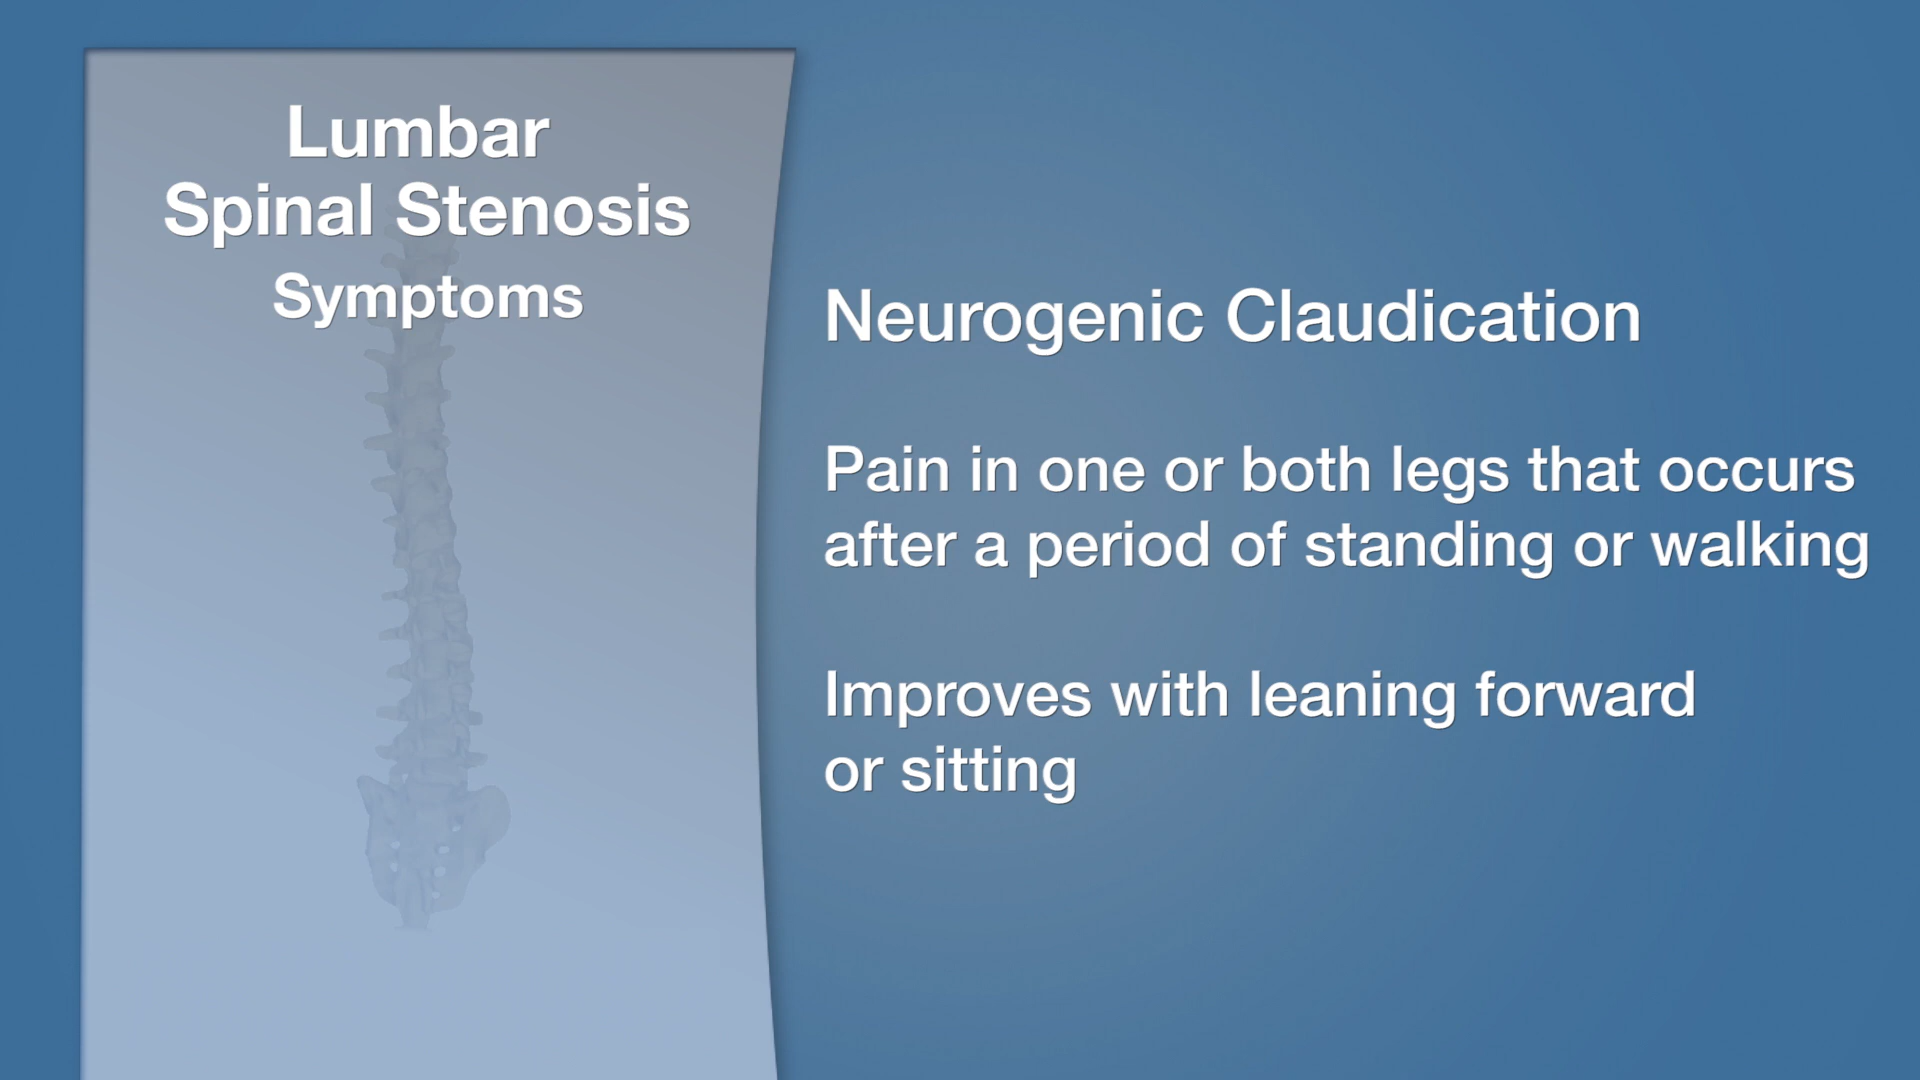 Lumbar
Spinal Stenosis
Symptoms
Neurogenic Claudication
Pain in one or both legs that occurs
after a period of standing or walking
Improves with leaning forward
or sitting